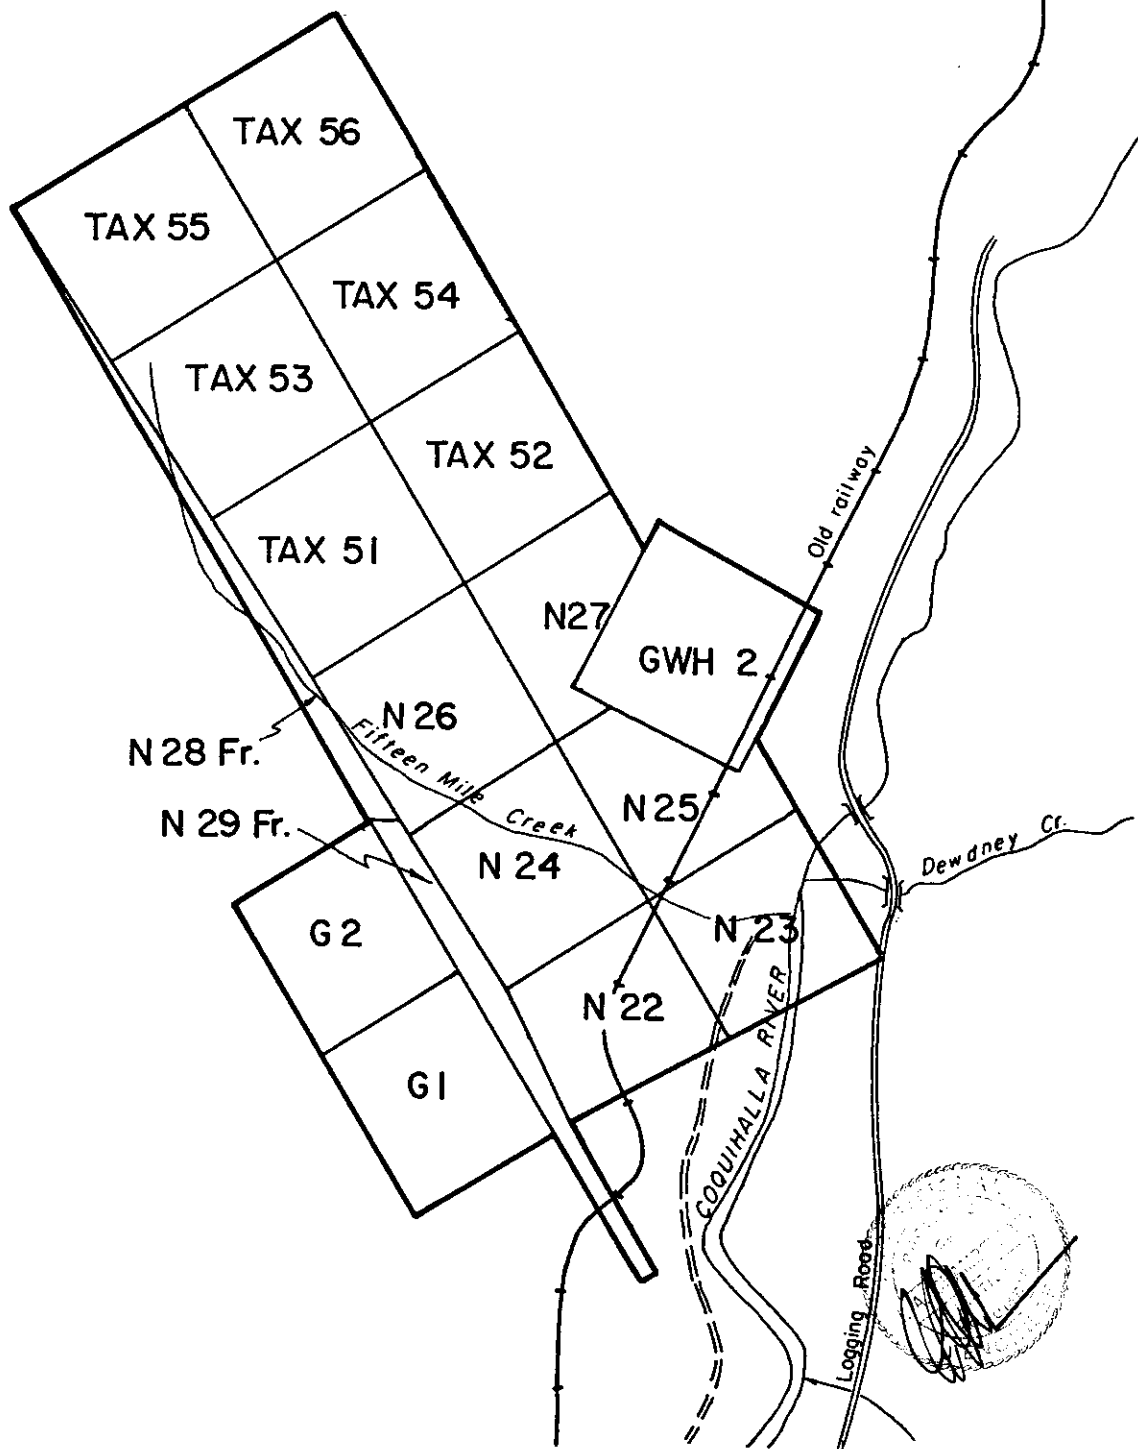 TAX 56
TAX 55
TAX 54
TAX 53
TAX 52
Old railway
TAX 51
N27
GWH 2
N 26
N 28 Fr.
Fifteen Mile Creek
N25
N 29 Fr.
Dewdney Cr.
N 24
G 2
N 23
N 22
COQUIHALLA RIVER
G1
Logging Road